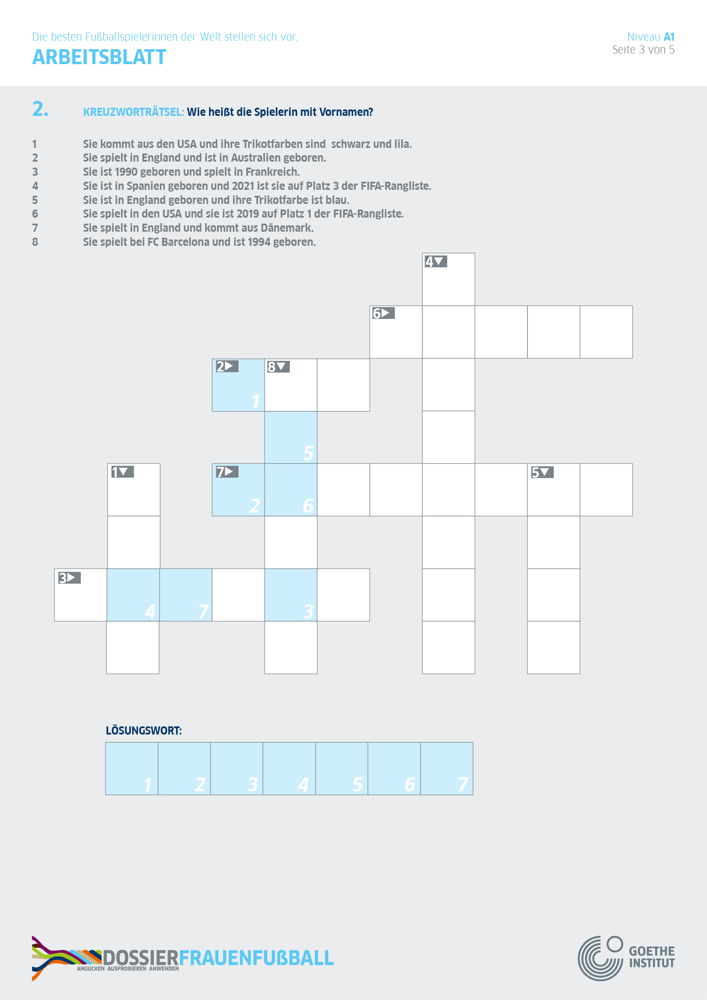 Die besten Fußballspielerinnen der Welt stellen sich vor.
ARBEITSBLATT
Niveau A1
Seite 3 von 5
2. KREUZWORTRÄTSEL: Wie heißt die Spielerin mit Vornamen?
1 Sie kommt aus den USA und ihre Trikotfarben sind  schwarz und lila.
2 Sie spielt in England und ist in Australien geboren.
3 Sie ist 1990 geboren und spielt in Frankreich.
4 Sie ist in Spanien geboren und 2021 ist sie auf Platz 3 der FIFA-Rangliste.
5 Sie ist in England geboren und ihre Trikotfarbe ist blau.
6 Sie spielt in den USA und sie ist 2019 auf Platz 1 der FIFA-Rangliste.
7 Sie spielt in England und kommt aus Dänemark.
8 Sie spielt bei FC Barcelona und ist 1994 geboren.
4▼
6▶
2▶ 8▼
1
5
1▼ 7▶ 5▼
2 6
3▶
4 7 3
LÖSUNGSWORT:
1 2 3 4 5 6 7
DOSSIERFRAUENFUßBALL
ANGUCKEN AUSPROBIEREN ANWENDEN
GOETHE
INSTITUT